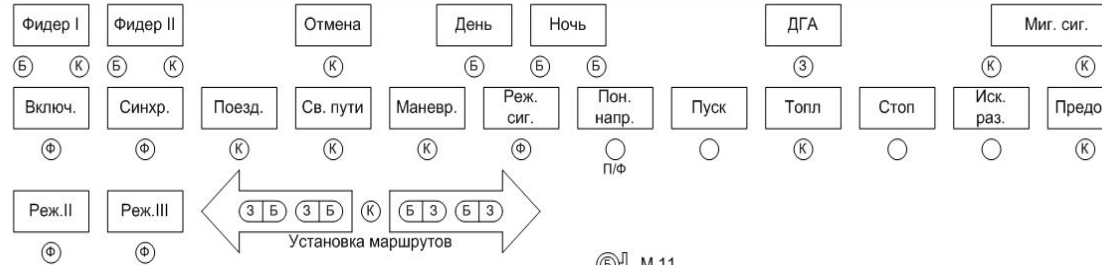 Фидер I Фидер II Отмена День Ночь ДГА Миг. сиг.
Б К Б К К Б Б Б З К К
Включ. Синхр. Поезд. Св. пути Маневр. Реж. сиг. Пон. напр. Пуск Топл Стоп Иск. раз. Предо
Ф Ф К К К Ф К К
П/Ф
Реж.II Реж.III З Б З Б К Б З Б З
Установка маршрутов
Ф Ф
Б М 11